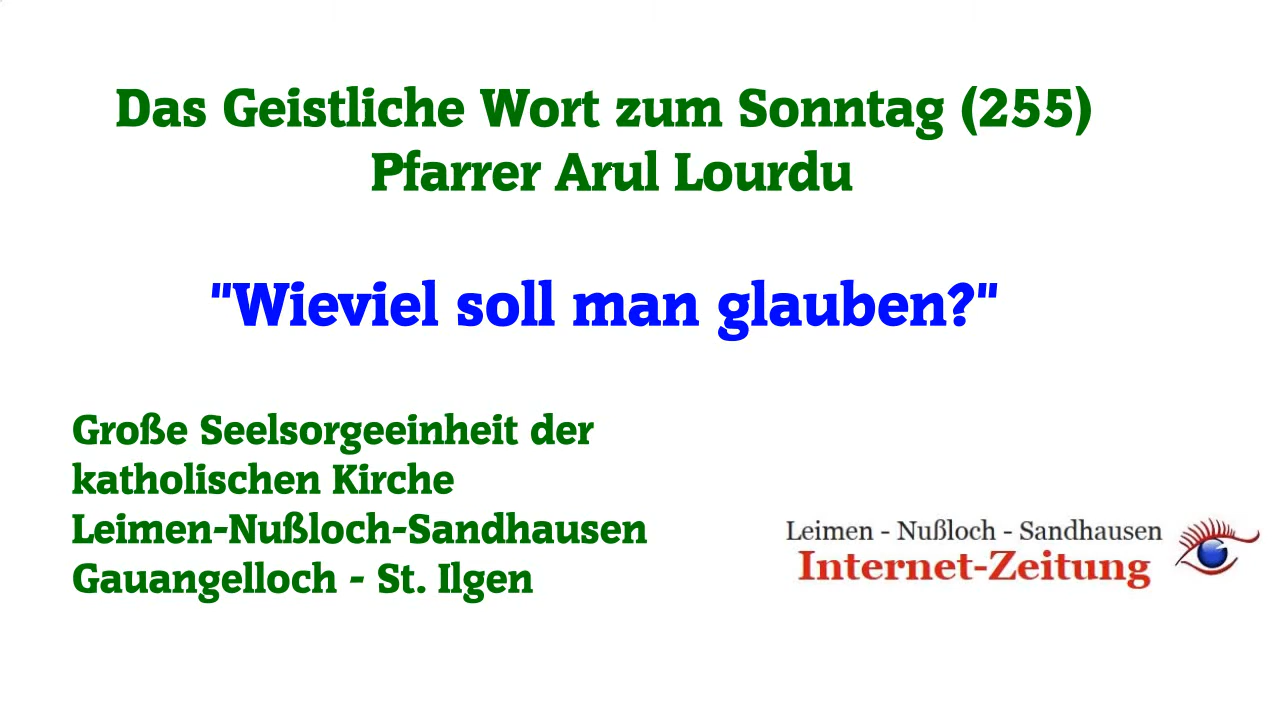 Das Geistliche Wort zum Sonntag (255)
Pfarrer Arul Lourdu
"Wieviel soll man glauben?"
Große Seelsorgeeinheit der
katholischen Kirche
Leimen-Nußloch-Sandhausen
Gauangelloch - St. Ilgen
Leimen - Nußloch - Sandhausen
Internet-Zeitung